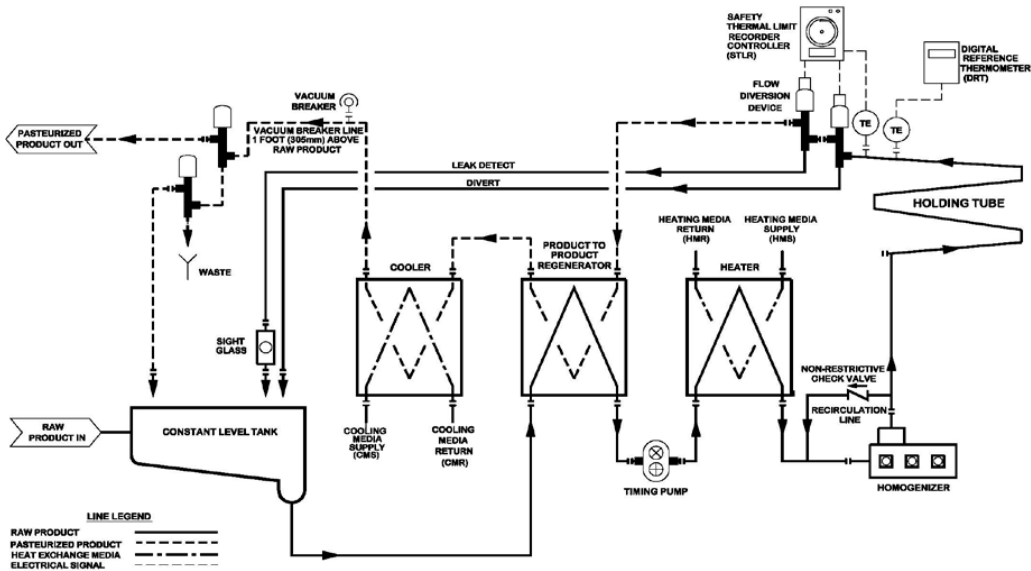 SAFETY
THERMAL LIMIT
RECORDER
CONTROLLER
(STLR)
DIGITAL
REFERENCE
THERMOMETER
(DRT)
FLOW
DIVERSION
DEVICE
TE
TE
VACUUM
BREAKER
PASTEURIZED
PRODUCT OUT
VACUUM BREAKER LINE
1 FOOT (305mm) ABOVE
RAW PRODUCT
LEAK DETECT
DIVERT
HOLDING TUBE
HEATING MEDIA
RETURN
(HMR)
HEATING MEDIA
SUPPLY
(HMS)
PRODUCT TO
PRODUCT
REGENERATOR
COOLER
HEATER
WASTE
SIGHT
GLASS
NON-RESTRICTIVE
CHECK VALVE
RECIRCULATION
LINE
RAW
PRODUCT IN
CONSTANT LEVEL TANK
COOLING
MEDIA
SUPPLY
(CMS)
COOLING
MEDIA
RETURN
(CMR)
TIMING PUMP
HOMOGENIZER
LINE LEGEND
RAW PRODUCT
PASTEURIZED PRODUCT
HEAT EXCHANGE MEDIA
ELECTRICAL SIGNAL